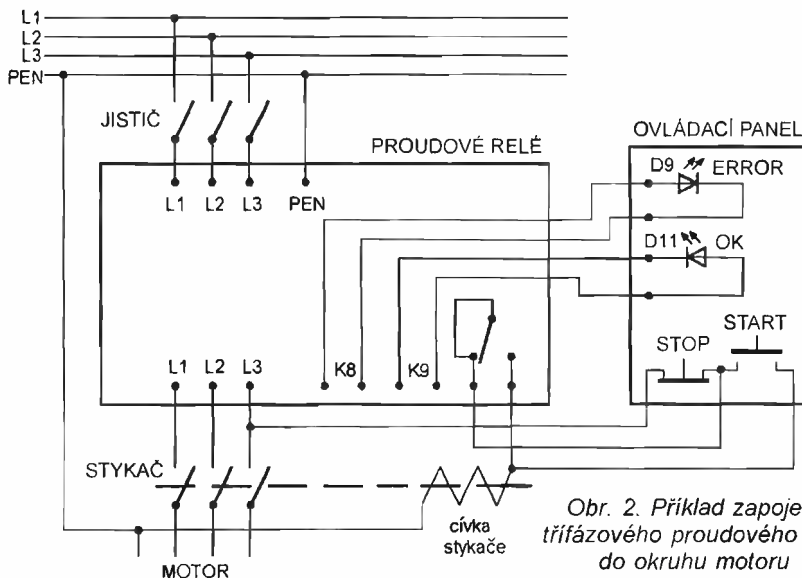 L1
L2
L3
PEN
JISTIČ
PROUDOVÉ RELÉ
OVLÁDACÍ PANEL
L1 L2 L3 PEN
D9 ERROR
D11 OK
START
STOP
L1 L2 L3 K8 K9
STYKAČ
cívka
stykače
MOTOR
Obr. 2. Příklad zapoje
třífázového proudového
do okruhu motoru